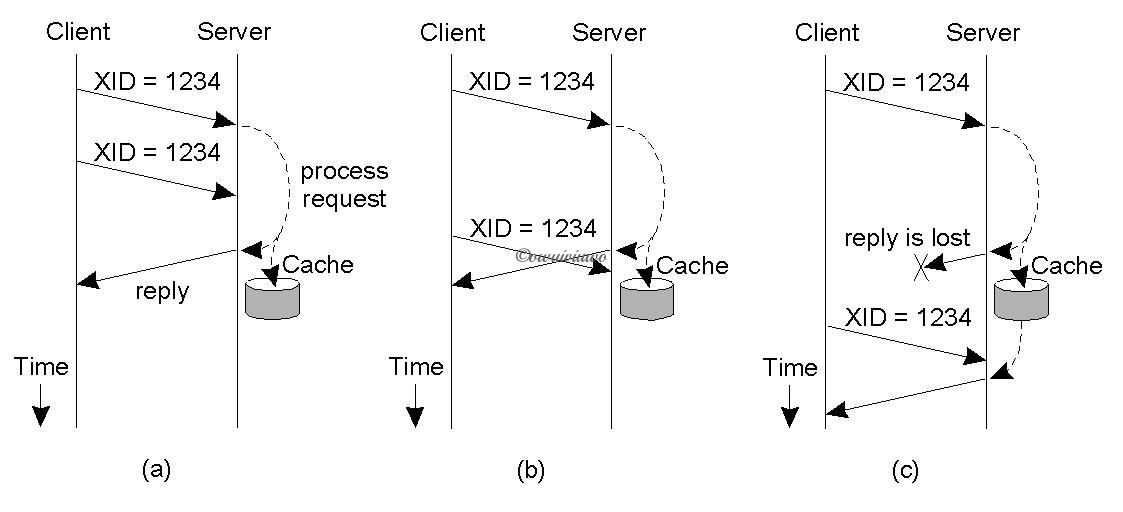 Client Server
XID = 1234
XID = 1234
process
request
Cache
reply
Time
(a)
Client Server
XID = 1234
XID = 1234
Cache
Time
(b)
Client Server
XID = 1234
reply is lost
Cache
XID = 1234
Time
(c)